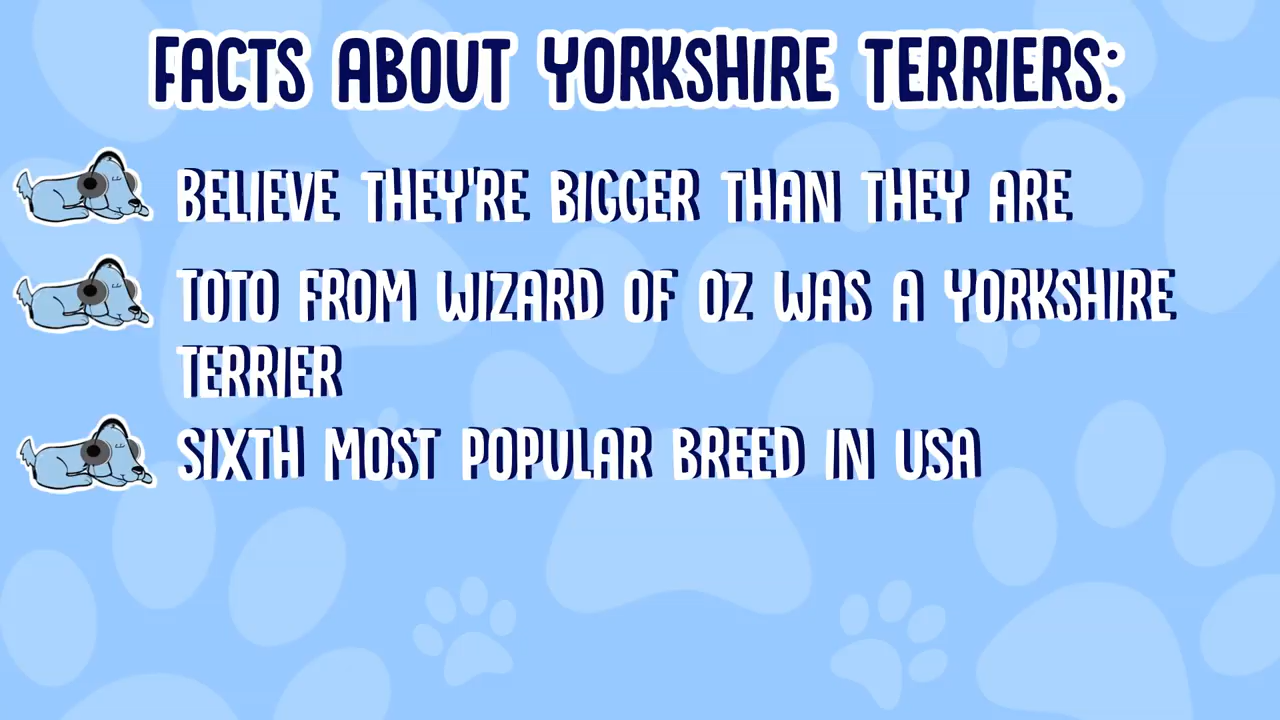 FACTS ABOUT YORKSHIRE TERRIERS:
BELIEVE THEY'RE BIGGER THAN THEY ARE
TOTO FROM WIZARD OF OZ WAS A YORKSHIRE
TERRIER
SIXTH MOST POPULAR BREED IN USA